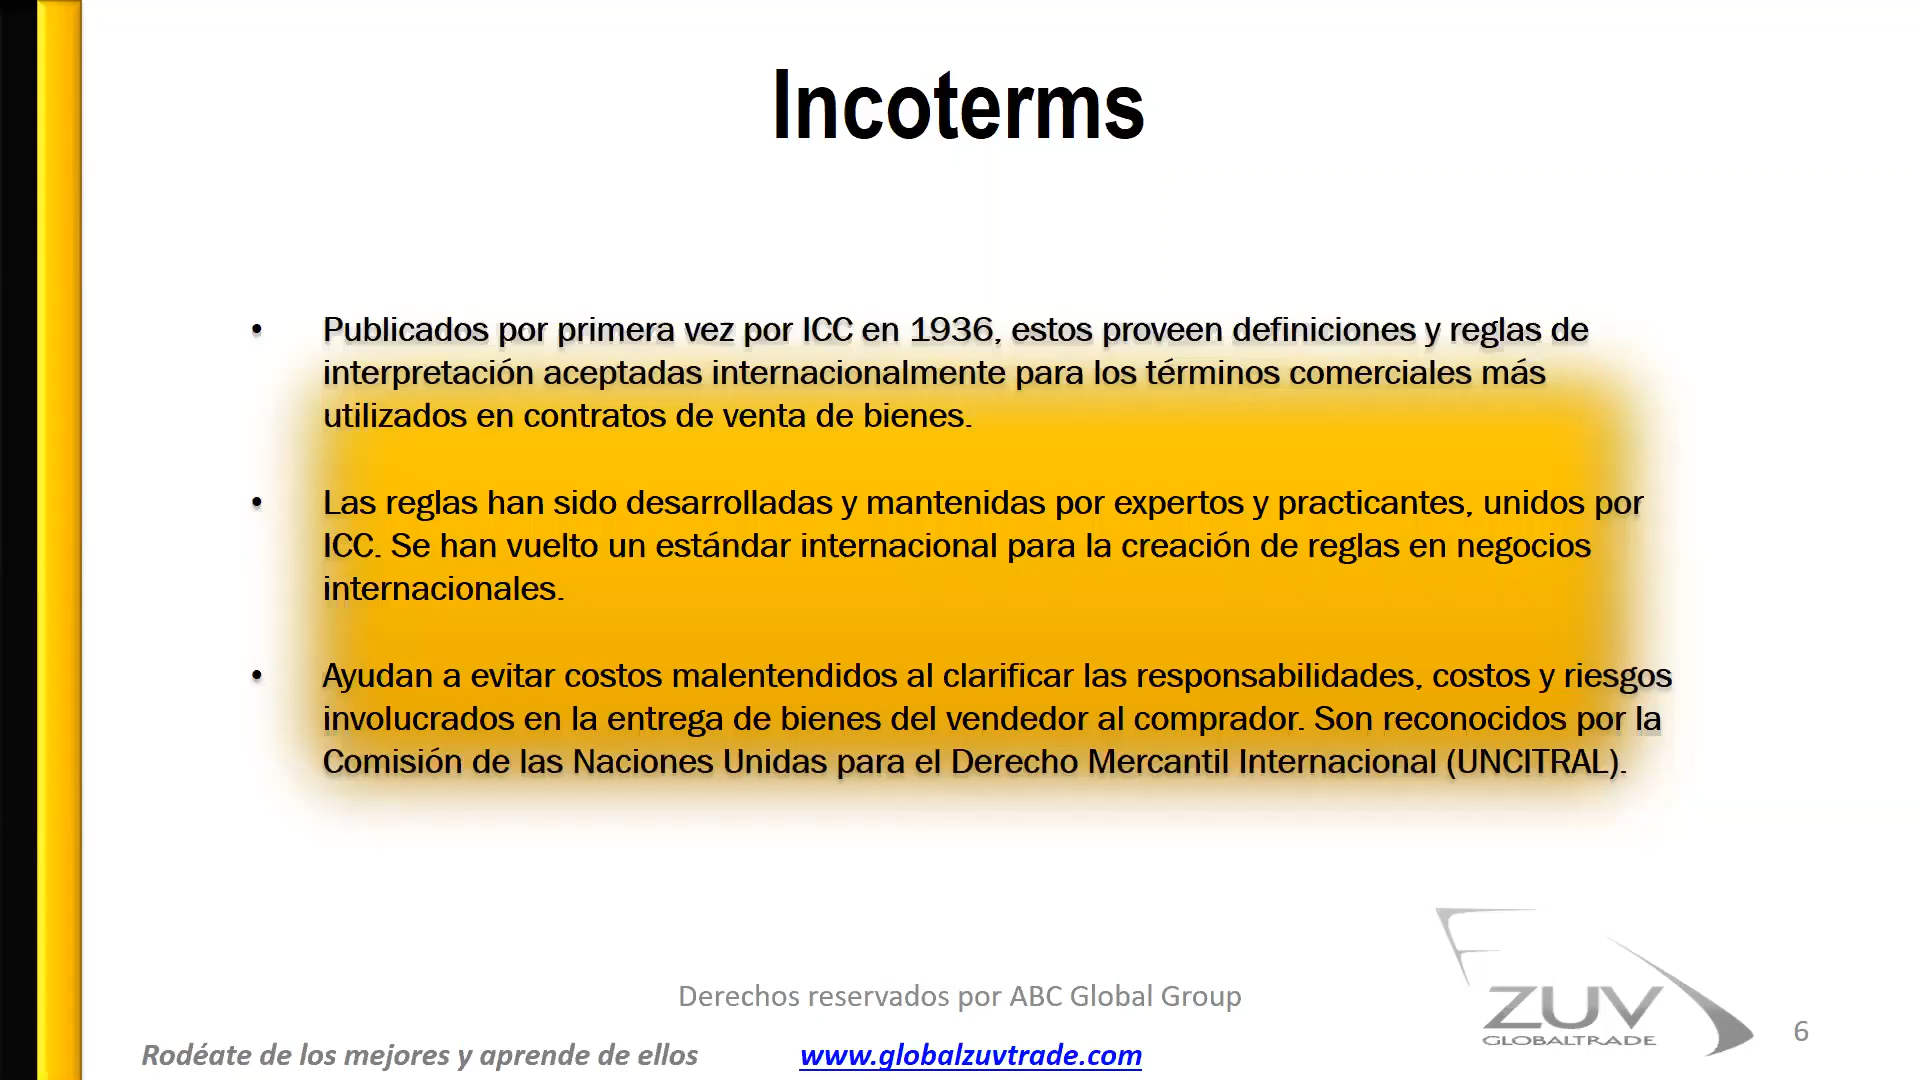 Incoterms
• Publicados por primera vez por ICC en 1936, estos proveen definiciones y reglas de
interpretación aceptadas internacionalmente para los términos comerciales más
utilizados en contratos de venta de bienes.
• Las reglas han sido desarrolladas y mantenidas por expertos y practicantes, unidos por
ICC. Se han vuelto un estándar internacional para la creación de reglas en negocios
internacionales.
• Ayudan a evitar costos malentendidos al clarificar las responsabilidades, costos y riesgos
involucrados en la entrega de bienes del vendedor al comprador. Son reconocidos por la
Comisión de las Naciones Unidas para el Derecho Mercantil Internacional (UNCITRAL).
Derechos reservados por ABC Global Group
ZUV
GLOBALTRADE
6
Rodéate de los mejores y aprende de ellos
www.globalzuvtrade.com